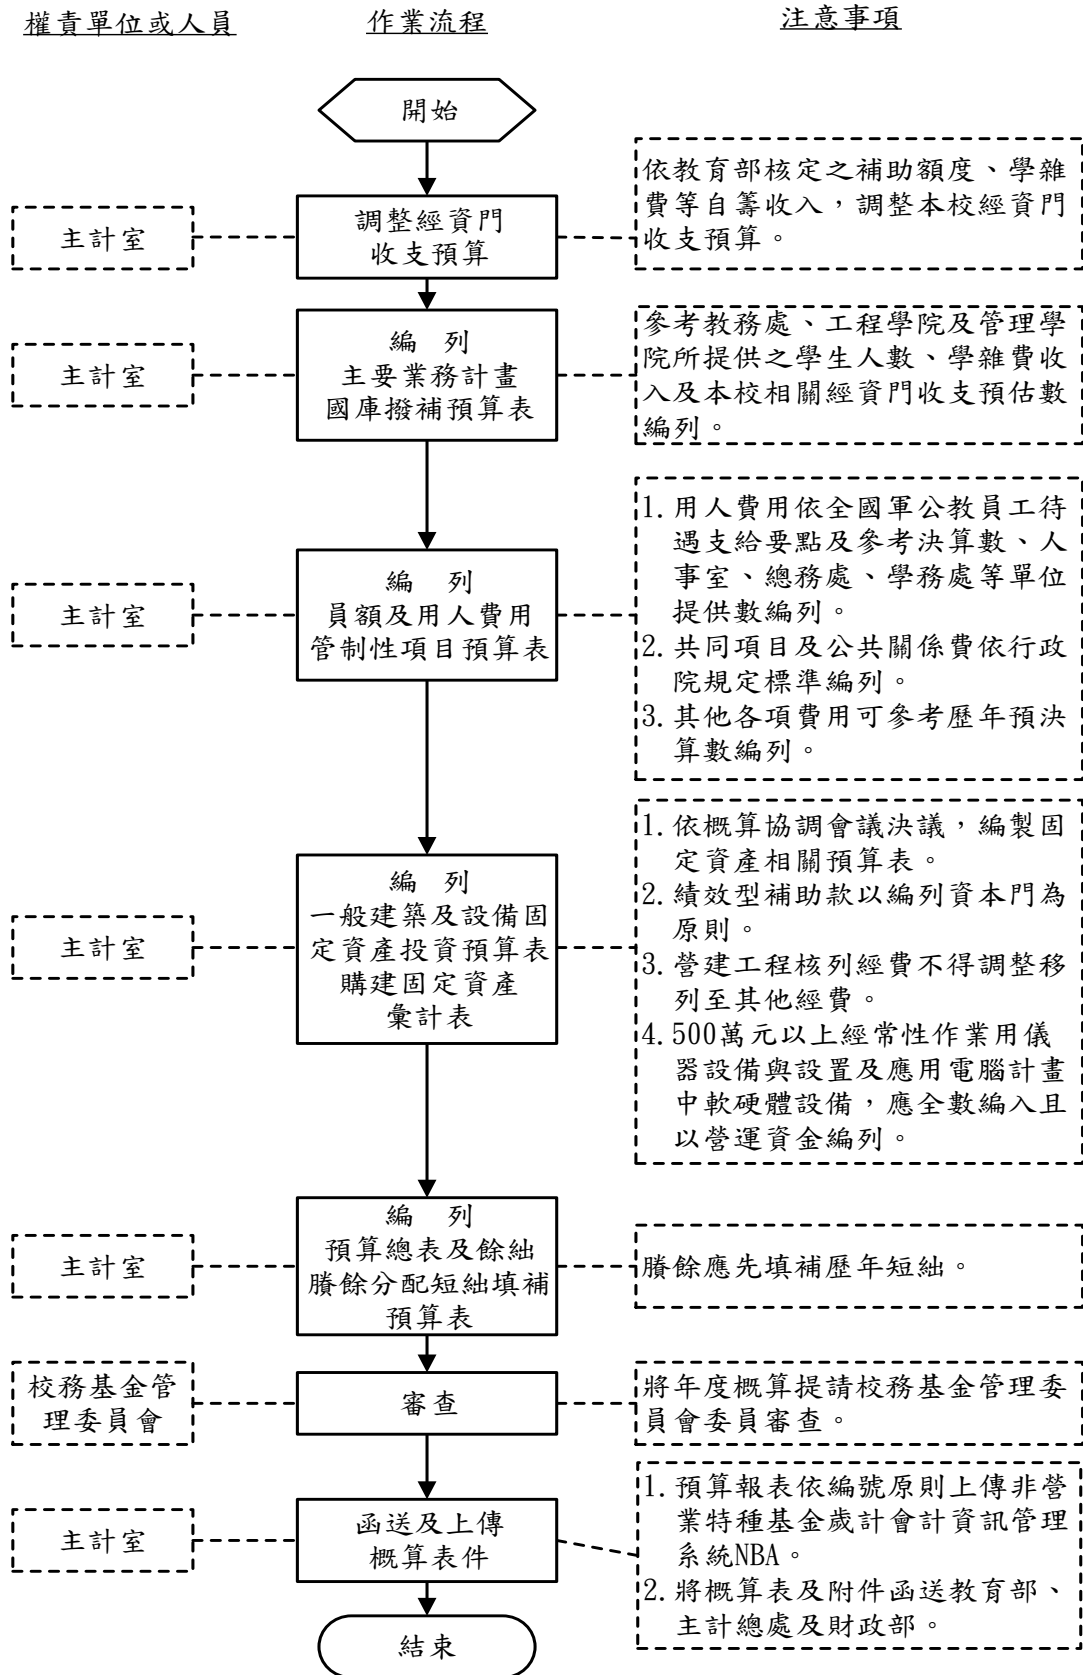 權責單位或人員
作業流程
注意事項
開始
主計室
調整經資門
收支預算
依教育部核定之補助額度、學雜
費等自籌收入，調整本校經資門
收支預算。
主計室
編　列
主要業務計畫
國庫撥補預算表
參考教務處、工程學院及管理學
院所提供之學生人數、學雜費收
入及本校相關經資門收支預估數
編列。
主計室
編　列
員額及用人費用
管制性項目預算表
1. 用人費用依全國軍公教員工待
遇支給要點及參考決算數、人
事室、總務處、學務處等單位
提供數編列。
2. 共同項目及公共關係費依行政
院規定標準編列。
3. 其他各項費用可參考歷年預決
算數編列。
主計室
編　列
一般建築及設備固
定資產投資預算表
購建固定資產
彙計表
1. 依概算協調會議決議，編製固
定資產相關預算表。
2. 績效型補助款以編列資本門為
原則。
3. 營建工程核列經費不得調整移
列至其他經費。
4. 500萬元以上經常性作業用儀
器設備與設置及應用電腦計畫
中軟硬體設備，應全數編入且
以營運資金編列。
主計室
編　列
預算總表及餘絀
賸餘分配短絀填補
預算表
賸餘應先填補歷年短絀。
校務基金管
理委員會
審查
將年度概算提請校務基金管理委
員會委員審查。
主計室
函送及上傳
概算表件
1. 預算報表依編號原則上傳非營
業特種基金歲計會計資訊管理
系統NBA。
2. 將概算表及附件函送教育部、
主計總處及財政部。
結束